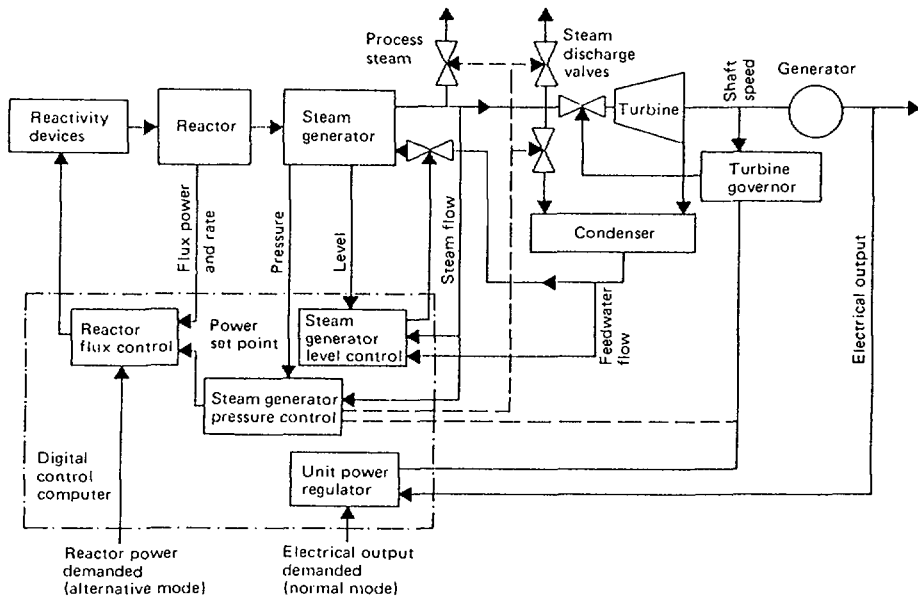 Process
steam
Steam
discharge
valves
Shaft
speed
Generator
Reactivity
devices
Reactor
Steam
generator
Turbine
Turbine
governor
Condenser
Flux power
and rate
Pressure
Level
Steam flow
Feedwater
flow
Electrical output
Reactor
flux control
Power
set point
Steam
generator
level control
Steam generator
pressure control
Digital
control
computer
Unit power
regulator
Reactor power
demanded
(alternative mode)
Electrical output
demanded
(normal mode)